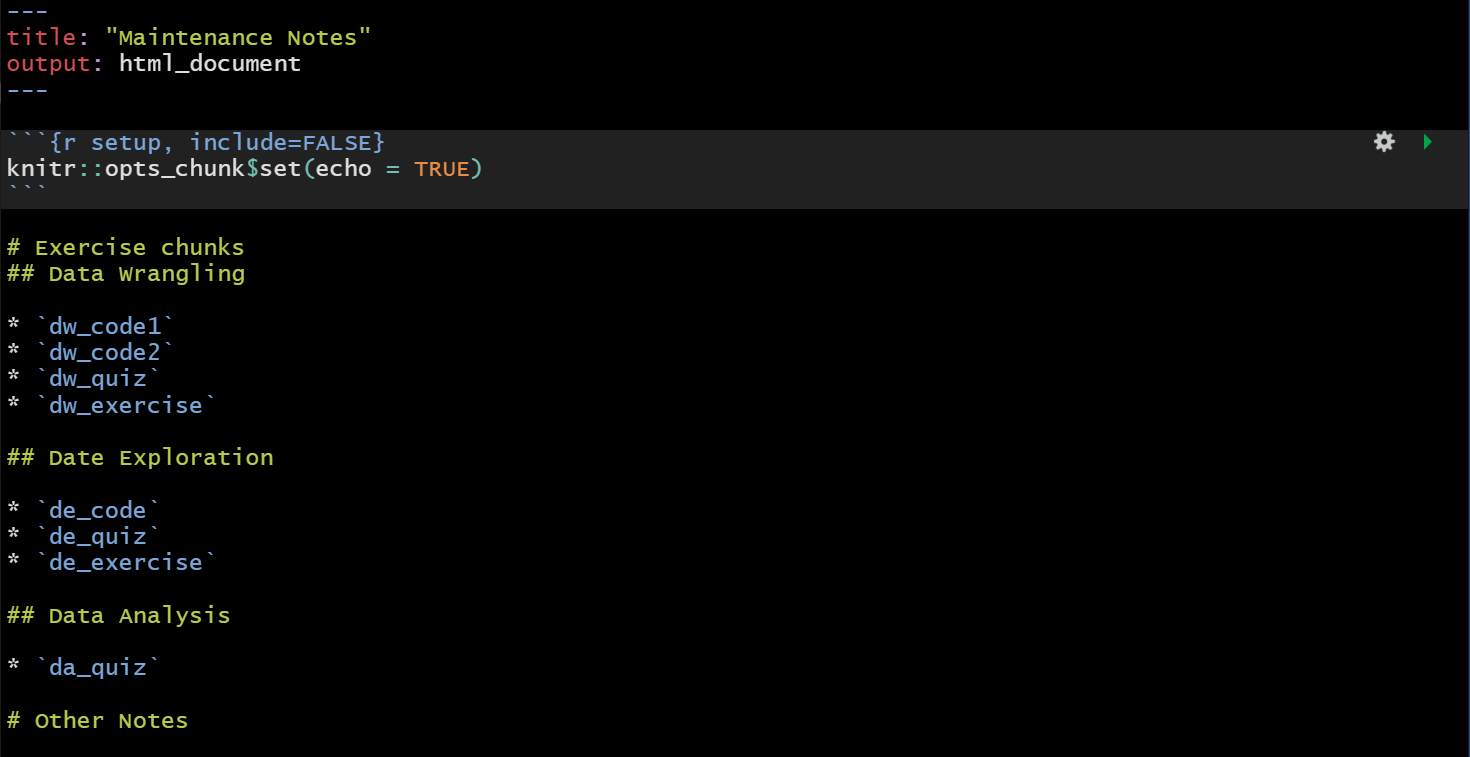 ---
title: "Maintenance Notes"
output: html_document
---
```{r setup, include=FALSE}
knitr::opts_chunk$set(echo = TRUE)
```
# Exercise chunks
## Data Wrangling
* `dw_code1`
* `dw_code2`
* `dw_quiz`
* `dw_exercise`
## Date Exploration
* `de_code`
* `de_quiz`
* `de_exercise`
## Data Analysis
* `da_quiz`
# Other Notes